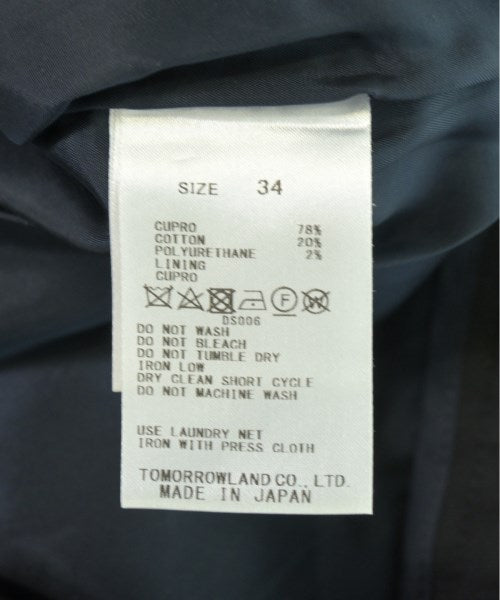 SIZE 34
CUPRO 78%
COTTON 20%
POLYURETHANE 2%
LINING
CUPRO
F W
DS006
DO NOT WASH
DO NOT BLEACH
DO NOT TUMBLE DRY
IRON LOW
DRY CLEAN SHORT CYCLE
DO NOT MACHINE WASH
USE LAUNDRY NET
IRON WITH PRESS CLOTH
TOMORROWLAND CO., LTD.
MADE IN JAPAN